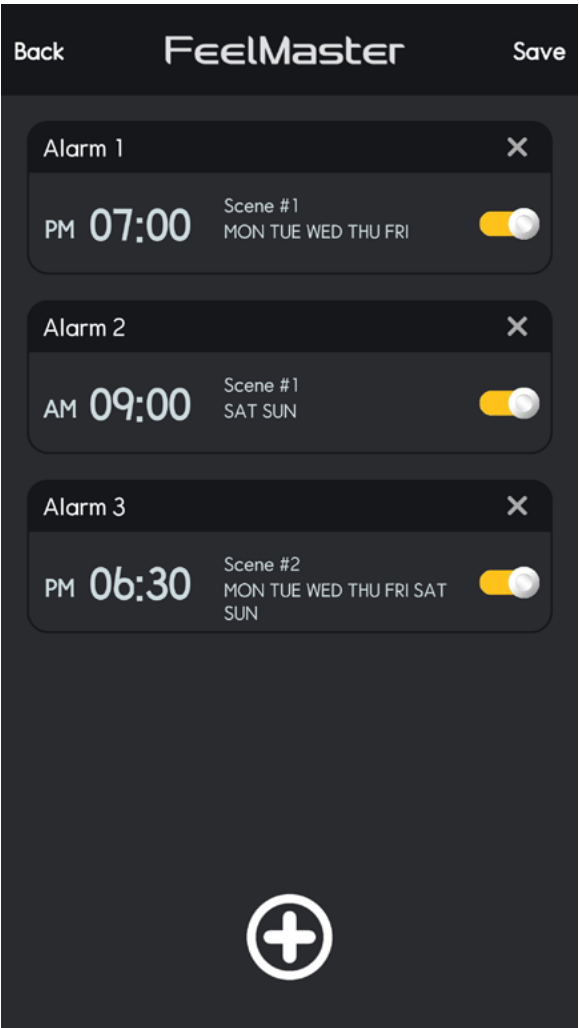 Back FeelMaster Save
Alarm 1
PM 07:00
Scene #1
MON TUE WED THU FRI
Alarm 2
AM 09:00
Scene #1
SAT SUN
Alarm 3
PM 06:30
Scene #2
MON TUE WED THU FRI SAT
SUN